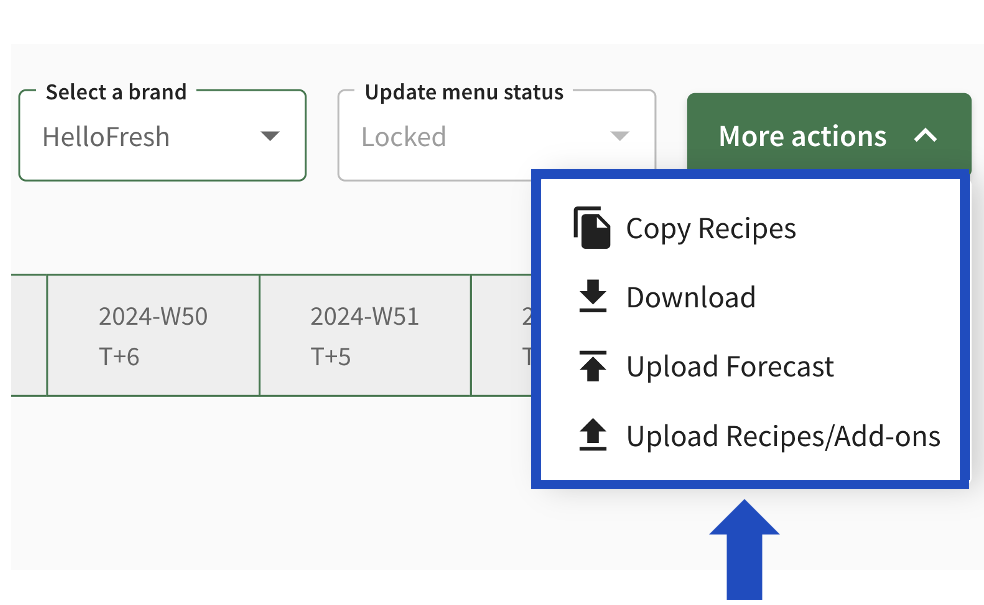 Select a brand
HelloFresh
Update menu status
Locked
More actions
Copy Recipes
Download
Upload Forecast
Upload Recipes/Add-ons
2024-W50
T+6
2024-W51
T+5